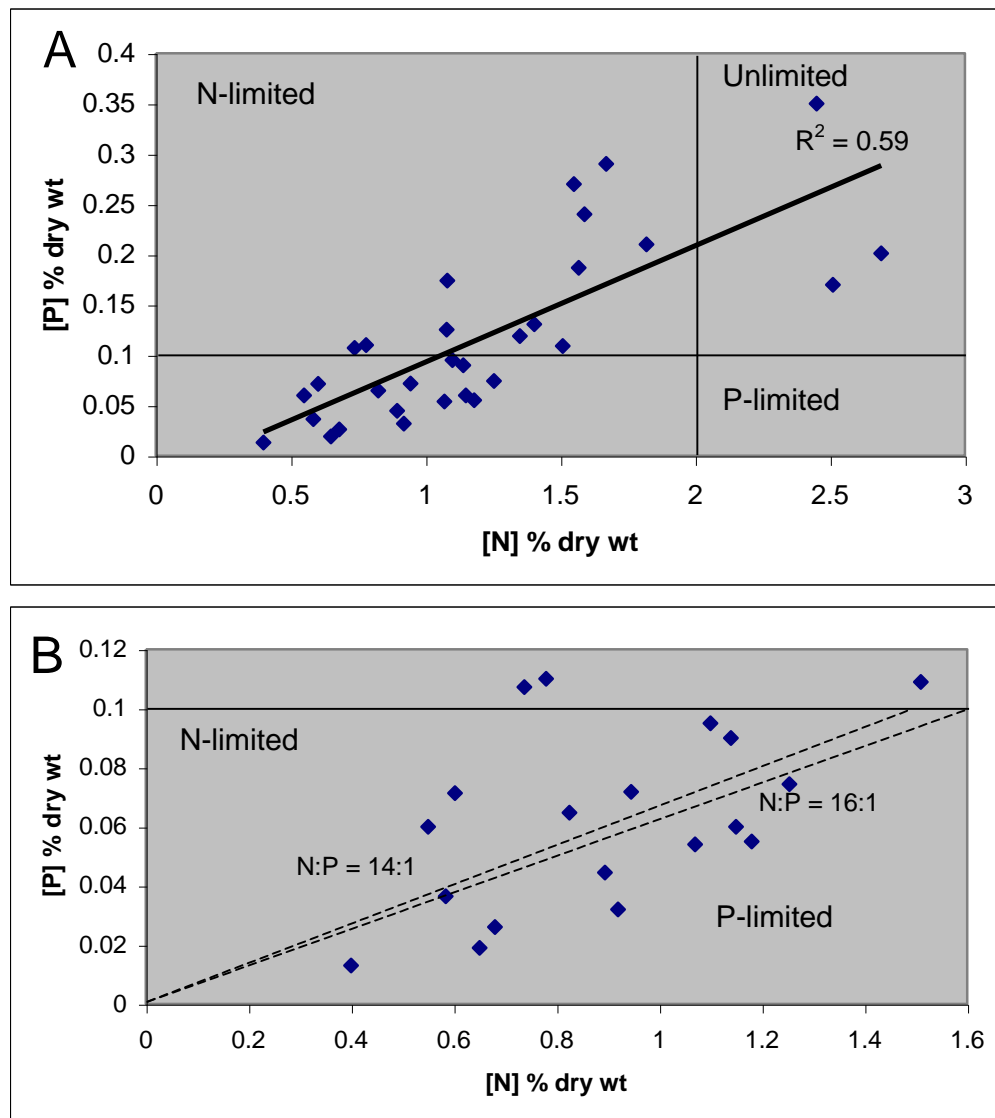 A
N-limited
Unlimited
R² = 0.59
P-limited
[P] % dry wt
0.4
0.35
0.3
0.25
0.2
0.15
0.1
0.05
0
0 0.5 1 1.5 2 2.5 3
[N] % dry wt
B
N-limited
N:P = 16:1
N:P = 14:1
P-limited
[P] % dry wt
0.12
0.1
0.08
0.06
0.04
0.02
0
0 0.2 0.4 0.6 0.8 1 1.2 1.4 1.6
[N] % dry wt